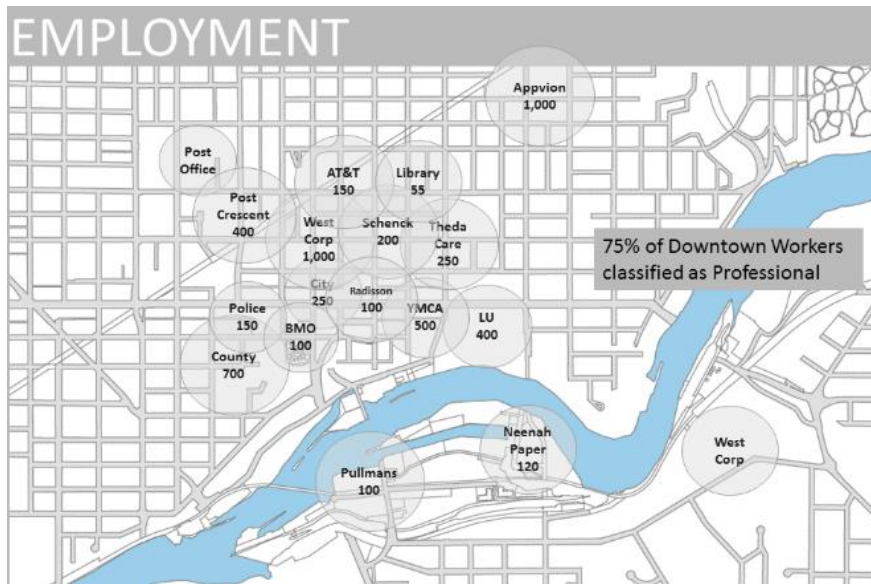 EMPLOYMENT
Appvion
1,000
Post
Office
AT&T
150
Library
55
Post
Crescent
400
West
Corp
1,000
Schenck
200
Theda
Care
250
75% of Downtown Workers
classified as Professional
City
250
Radisson
100
Police
150
BMO
100
YMCA
500
LU
400
County
700
Neenah
Paper
120
West
Corp
Pullmans
100